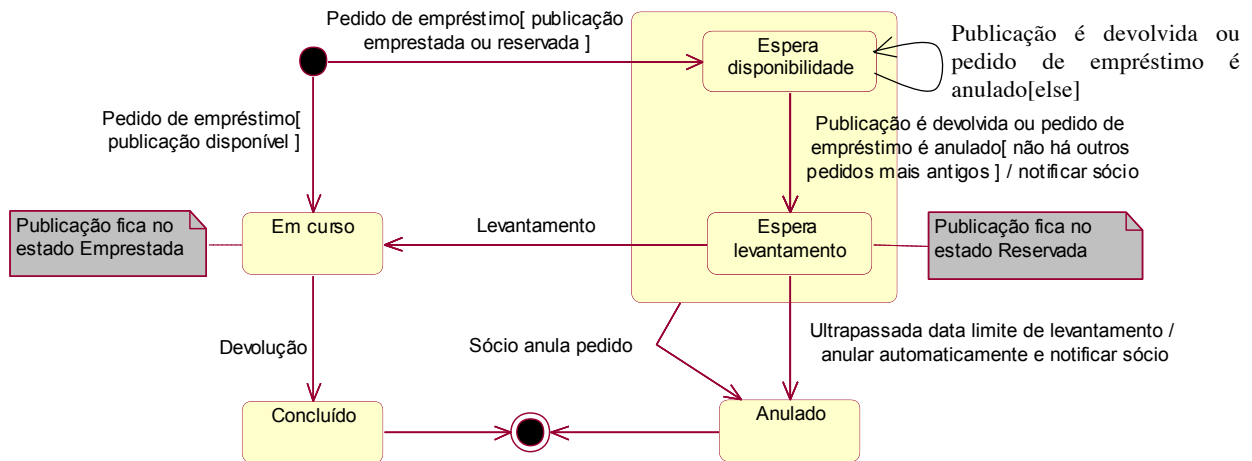 Pedido de empréstimo[ publicação
emprestada ou reservada ]
Espera
disponibilidade
Publicação é devolvida ou
pedido de empréstimo é
anulado[else]
Pedido de empréstimo[
publicação disponível ]
Publicação é devolvida ou pedido de
empréstimo é anulado[ não há outros
pedidos mais antigos ] / notificar sócio
Publicação fica no
estado Emprestada
Em curso
Levantamento
Espera
levantamento
Publicação fica no
estado Reservada
Devolução
Sócio anula pedido
Ultrapassada data limite de levantamento /
anular automaticamente e notificar sócio
Concluído
Anulado